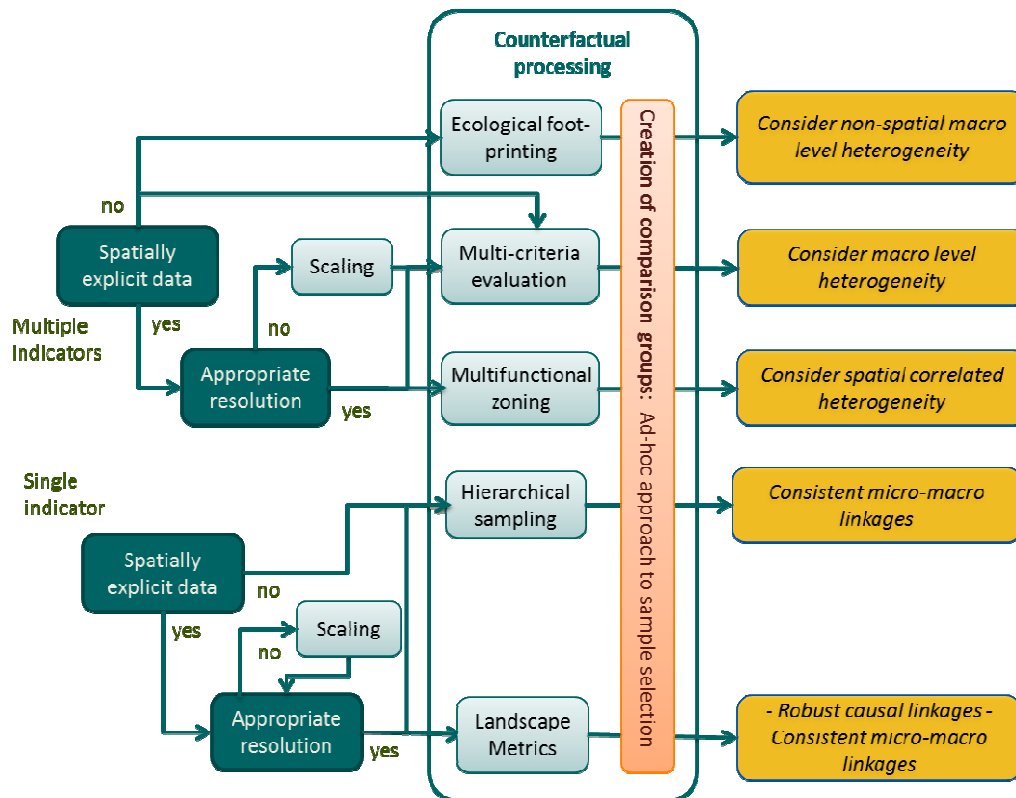 Counterfactual
processing
Ecological foot-
printing
Consider non-spatial macro
level heterogeneity
no
Spatially
explicit data
Scaling
Multi-criteria
evaluation
Consider macro level
heterogeneity
Multiple
indicators
yes
no
Appropriate
resolution
yes
Multifunctional
zoning
Consider spatial correlated
heterogeneity
Creation of comparison groups: Ad-hoc approach to sample selection
Single
indicator
Hierarchical
sampling
Consistent micro-macro
linkages
Spatially
explicit data
no
yes
Scaling
no
Appropriate
resolution
yes
Landscape
Metrics
- Robust causal linkages -
Consistent micro-macro
linkages